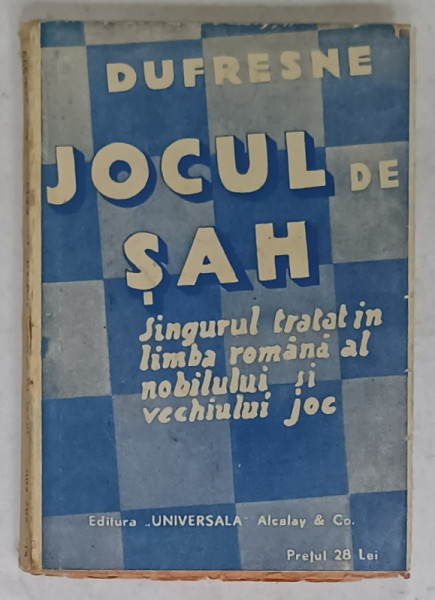 DUFRESNE
JOCUL DE
ȘAH
Singurul tratat in
limba română al
nobilului și
vechiului joc
Editura „UNIVERSALA" Alcalay & Co.
Prețul 28 Lei